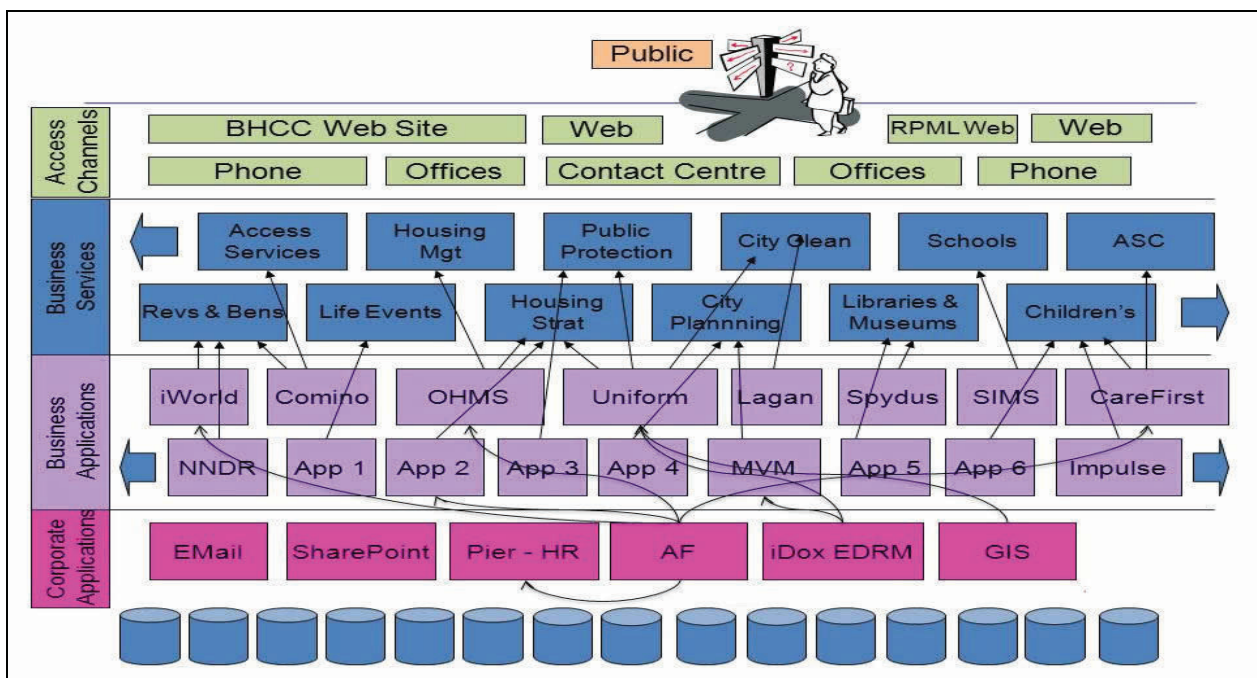 Public
?
Access
Channels
BHCC Web Site
Web
RPML Web
Web
Phone
Offices
Contact Centre
Offices
Phone
Business
Services
Access
Services
Housing
Mgt
Public
Protection
City Clean
Schools
ASC
Revs & Bens
Life Events
Housing
Strat
City
Plannning
Libraries &
Museums
Children's
Business
Applications
iWorld
Comino
OHMS
Uniform
Lagan
Spydus
SIMS
CareFirst
NNDR
App 1
App 2
App 3
App 4
MVM
App 5
App 6
Impulse
Corporate
Applications
EMail
SharePoint
Pier - HR
AF
iDox EDRM
GIS